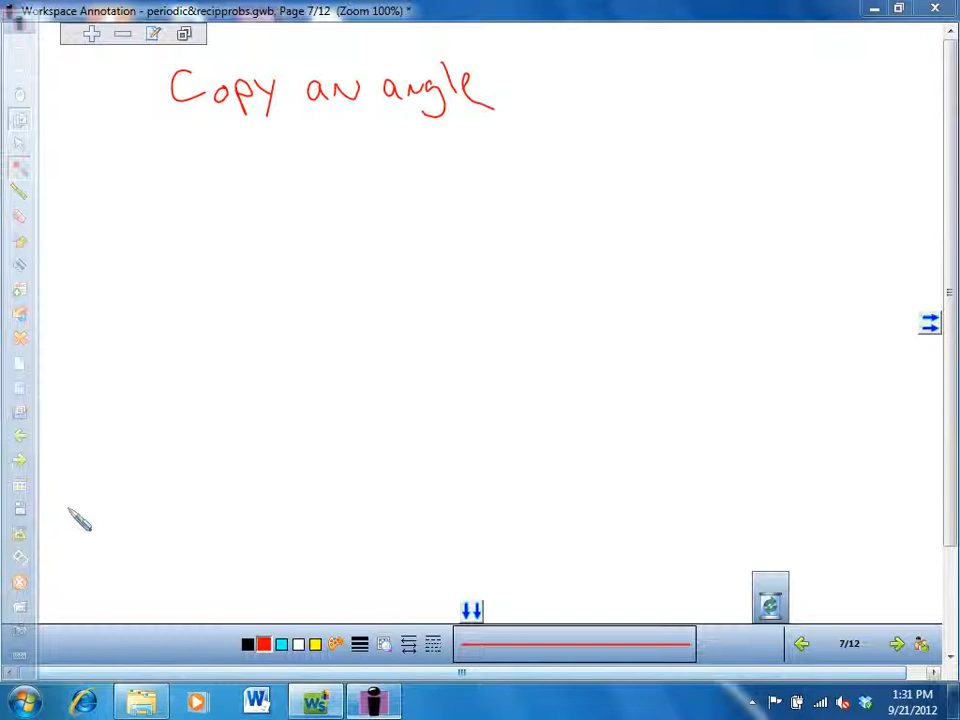 Workspace Annotation - periodic&recipprobs.gwb, Page 7/12 (Zoom 100%) *
Copy an angle
7/12
1:31 PM
9/21/2012